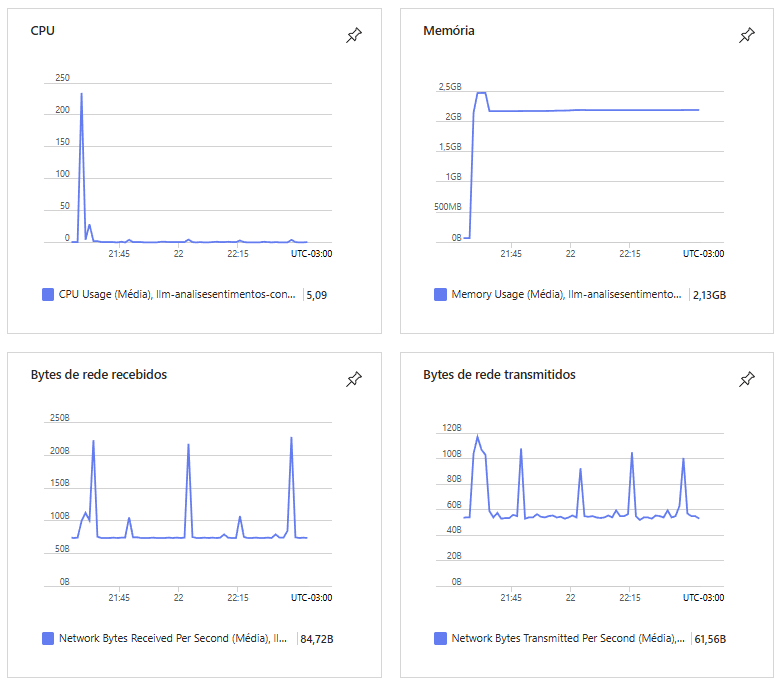 CPU
250
200
150
100
50
0
21:45 22 22:15 UTC-03:00
CPU Usage (Média), llm-analisesentimentos-con... 5,09
Memória
2,5GB
2GB
1,5GB
1GB
500MB
0B
21:45 22 22:15 UTC-03:00
Memory Usage (Média), llm-analisesentimento... 2,13GB
Bytes de rede recebidos
250B
200B
150B
100B
50B
0B
21:45 22 22:15 UTC-03:00
Network Bytes Received Per Second (Média), ll... 84,72B
Bytes de rede transmitidos
120B
100B
80B
60B
40B
20B
0B
21:45 22 22:15 UTC-03:00
Network Bytes Transmitted Per Second (Média),... 61,56B